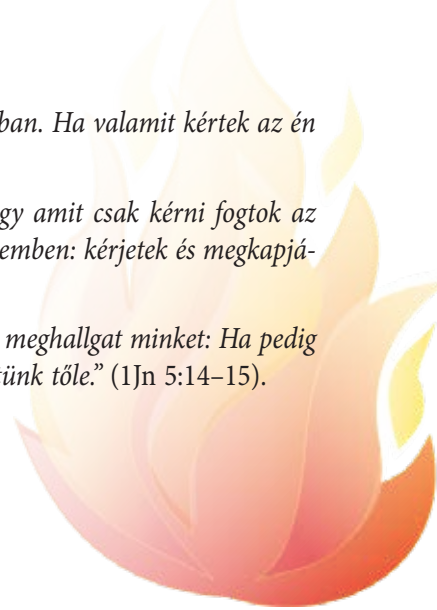 ban. Ha valamit kértek az én
gy amit csak kérni fogtok az
emben: kérjetek és megkapjá-
meghallgat minket: Ha pedig
tünk tőle.” (1Jn 5:14–15).